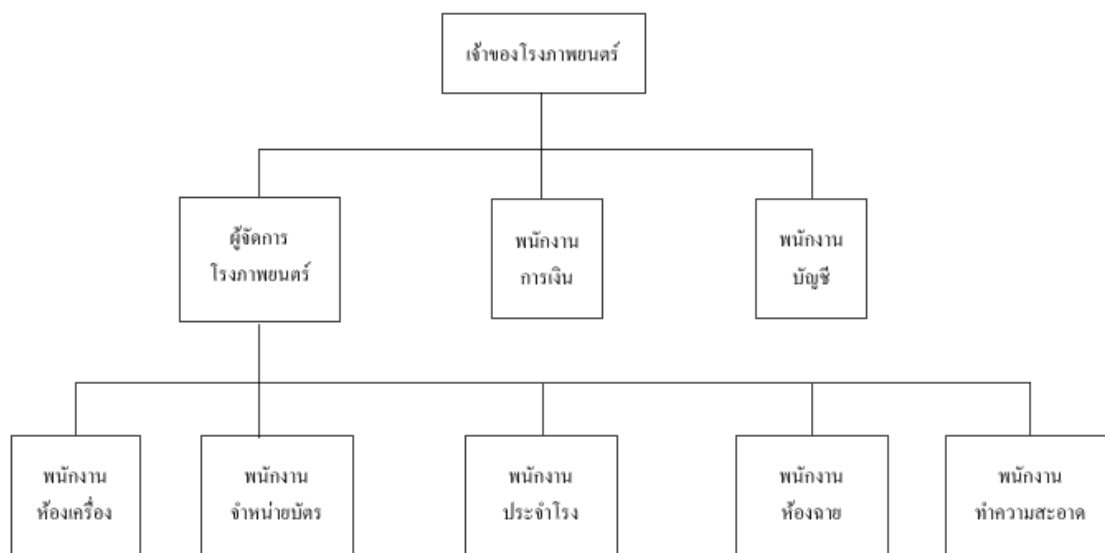 เจ้าของโรงภาพยนตร์
ผู้จัดการ
โรงภาพยนตร์
พนักงาน
การเงิน
พนักงาน
บัญชี
พนักงาน
ห้องเครื่อง
พนักงาน
จำหน่ายบัตร
พนักงาน
ประจำโรง
พนักงาน
ห้องฉาย
พนักงาน
ทำความสะอาด